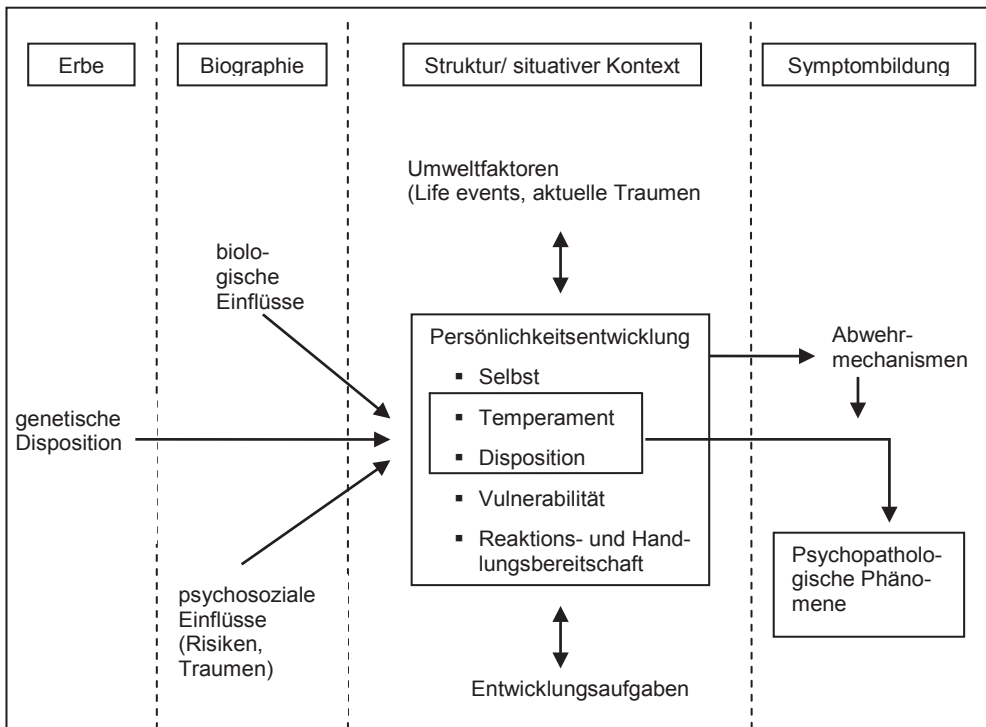 Erbe
Biographie
Struktur/ situativer Kontext
Symptombildung
Umweltfaktoren
(Life events, aktuelle Traumen
biolo-
gische
Einflüsse
genetische
Disposition
psychosoziale
Einflüsse
(Risiken,
Traumen)
Persönlichkeitsentwicklung
▪ Selbst
▪ Temperament
▪ Disposition
▪ Vulnerabilität
▪ Reaktions- und Hand-
lungsbereitschaft
Entwicklungsaufgaben
Abwehr-
mechanismen
Psychopatholo-
gische Phäno-
mene